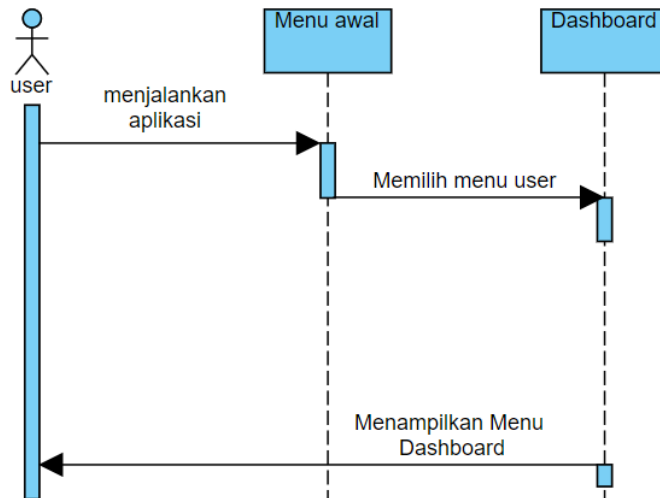 Menu awal
Dashboard
user
menjalankan
aplikasi
Memilih menu user
Menampilkan Menu
Dashboard